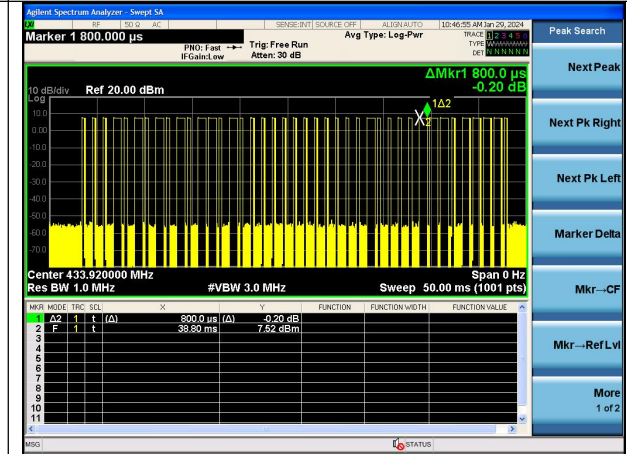 Agilent Spectrum Analyzer - Swept SA
RF 50 Ω AC SENSE:INT SOURCE OFF ALIGN AUTO 10:46:55 AM Jan 29, 2024
Marker 1 800.000 µs
PNO: Fast
IFGain:Low
Trig: Free Run
Atten: 30 dB
Avg Type: Log-Pwr
TRACE 1 2 3 4 5 6
TYPE
DET N N N N N N
Peak Search
Next Peak
Next Pk Right
Next Pk Left
Marker Delta
Mkr→CF
Mkr→Ref Lvl
More
1 of 2
ΔMkr1 800.0 µs
-0.20 dB
10 dB/div Ref 20.00 dBm
Log
1Δ2
2
10.0
0.00
-10.0
-20.0
-30.0
-40.0
-50.0
-60.0
-70.0
Center 433.920000 MHz Span 0 Hz
Res BW 1.0 MHz #VBW 3.0 MHz Sweep 50.00 ms (1001 pts)
MKR MODE TRC SCL X Y FUNCTION FUNCTION WIDTH FUNCTION VALUE
1 Δ2 1 t (Δ) 800.0 µs (Δ) -0.20 dB
2 F 1 t 38.80 ms 7.52 dBm
3
4
5
6
7
8
9
10
11
MSG STATUS